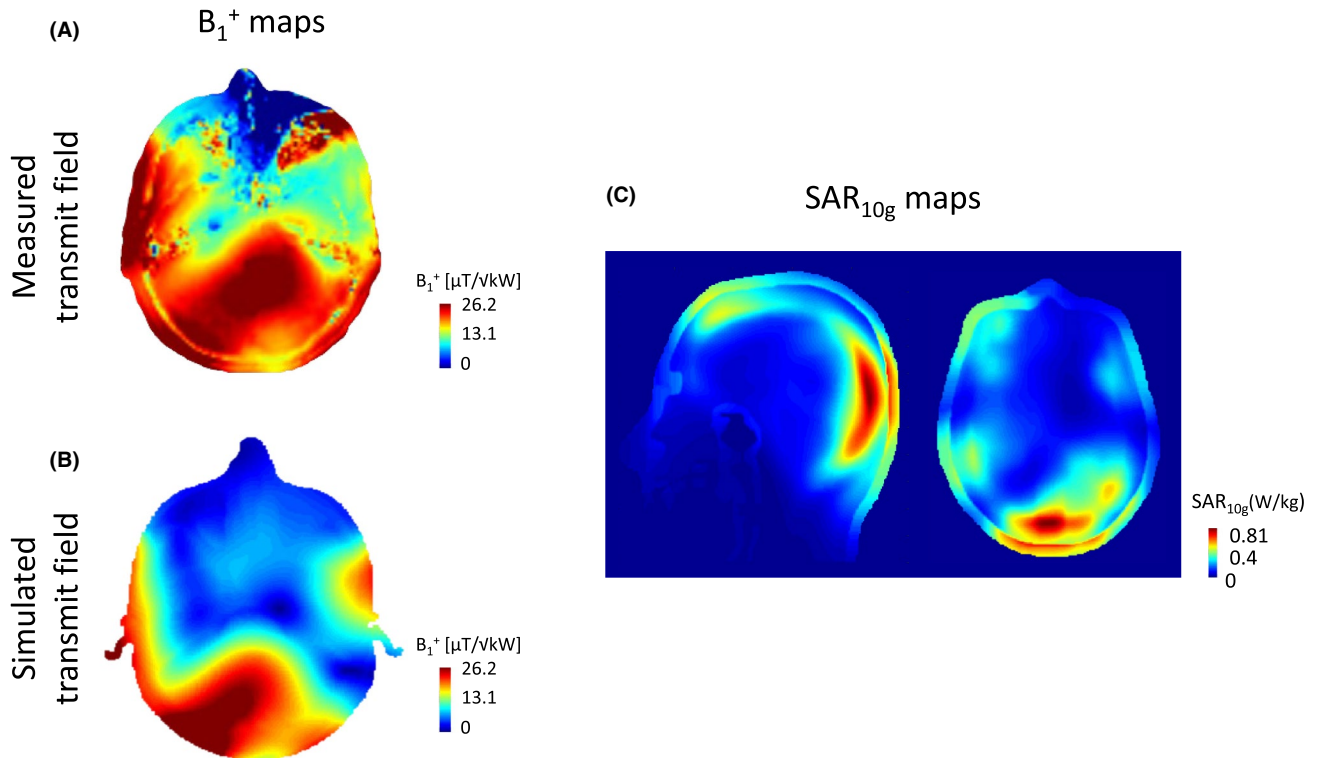 (A)
B₁⁺ maps
Measured
transmit field
B₁⁺ [µT/√kW]
26.2
13.1
0
(B)
Simulated
transmit field
B₁⁺ [µT/√kW]
26.2
13.1
0
(C)
SAR₁₀g maps
SAR₁₀g(W/kg)
0.81
0.4
0